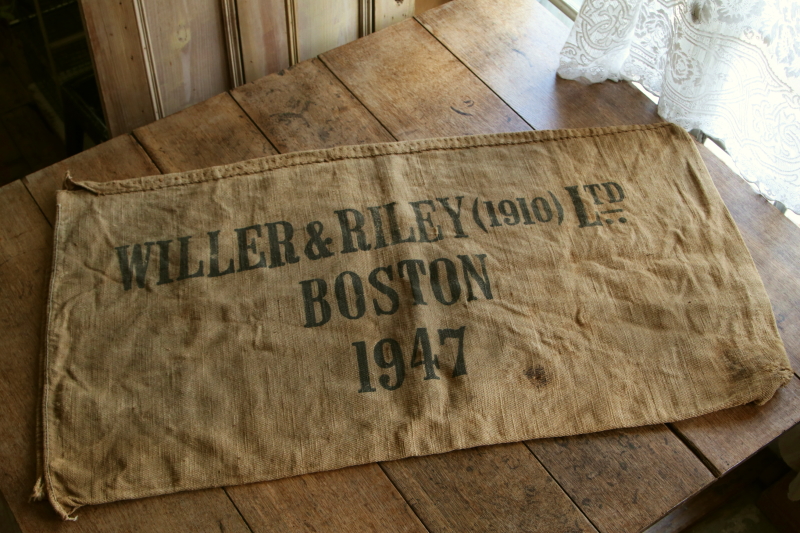 WILLER & RILEY (1910) LTD
BOSTON
1947